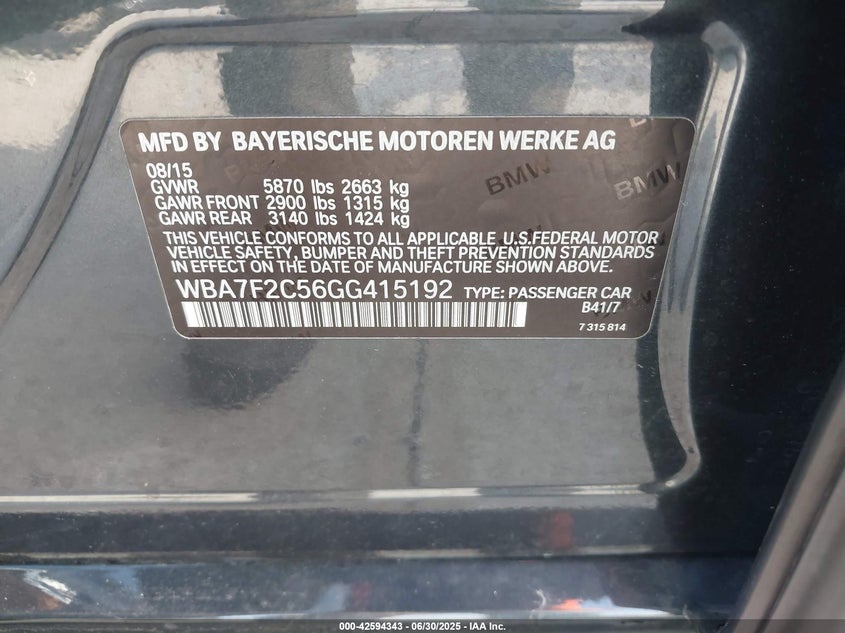 MFD BY BAYERISCHE MOTOREN WERKE AG
08/15
GVWR 5870 lbs 2663 kg
GAWR FRONT 2900 lbs 1315 kg
GAWR REAR 3140 lbs 1424 kg
THIS VEHICLE CONFORMS TO ALL APPLICABLE U.S.FEDERAL MOTOR
VEHICLE SAFETY, BUMPER AND THEFT PREVENTION STANDARDS
IN EFFECT ON THE DATE OF MANUFACTURE SHOWN ABOVE.
WBA7F2C56GG415192 TYPE: PASSENGER CAR
B41/7
7 315 814
BMW
BMW
000-42594343 - 06/30/2025 - IAA Inc.